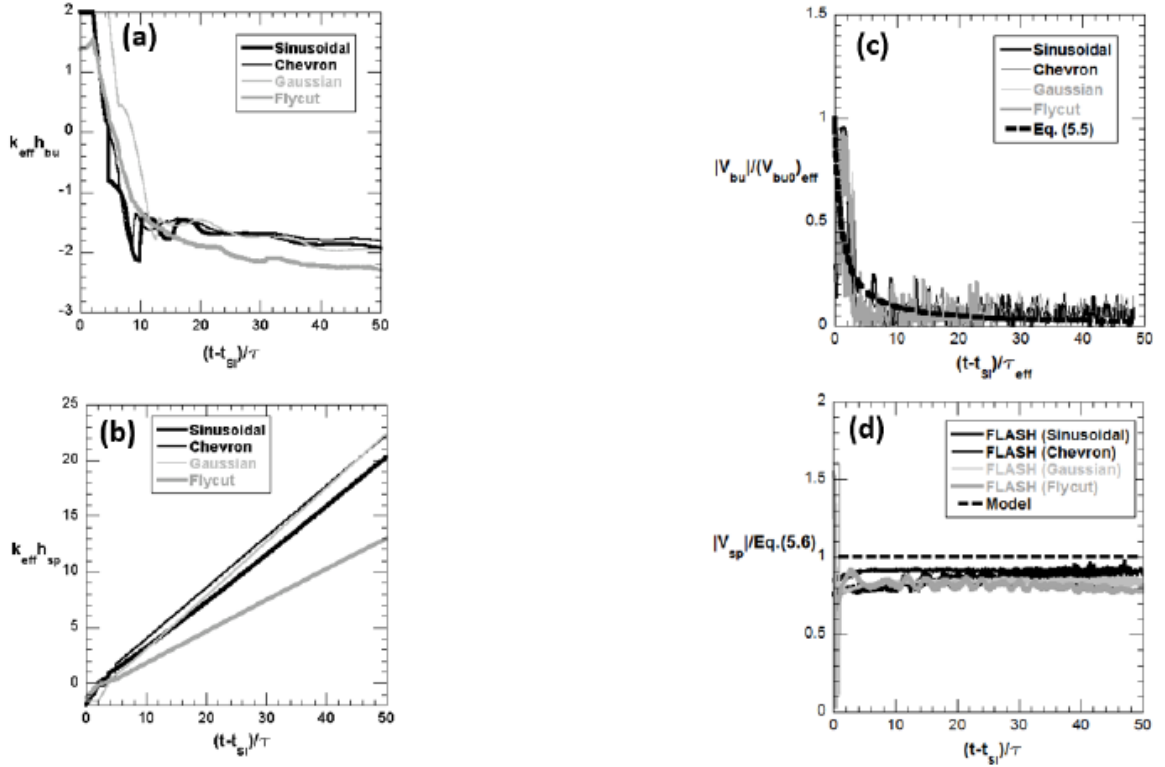 (a)
2
1
0
-1
-2
-3
k_eff h_bu
Sinusoidal
Chevron
Gaussian
Flycut
0 10 20 30 40 50
(t-t_SI)/τ
(b)
25
20
15
10
5
0
k_eff h_sp
Sinusoidal
Chevron
Gaussian
Flycut
0 10 20 30 40 50
(t-t_SI)/τ
(c)
1.5
1
0.5
0
|V_bu|/(V_bu0)_eff
Sinusoidal
Chevron
Gaussian
Flycut
Eq. (5.5)
0 10 20 30 40 50
(t-t_SI)/τ_eff
(d)
2
1.5
1
0.5
0
|V_sp|/Eq.(5.6)
FLASH (Sinusoidal)
FLASH (Chevron)
FLASH (Gaussian)
FLASH (Flycut)
Model
0 10 20 30 40 50
(t-t_SI)/τ